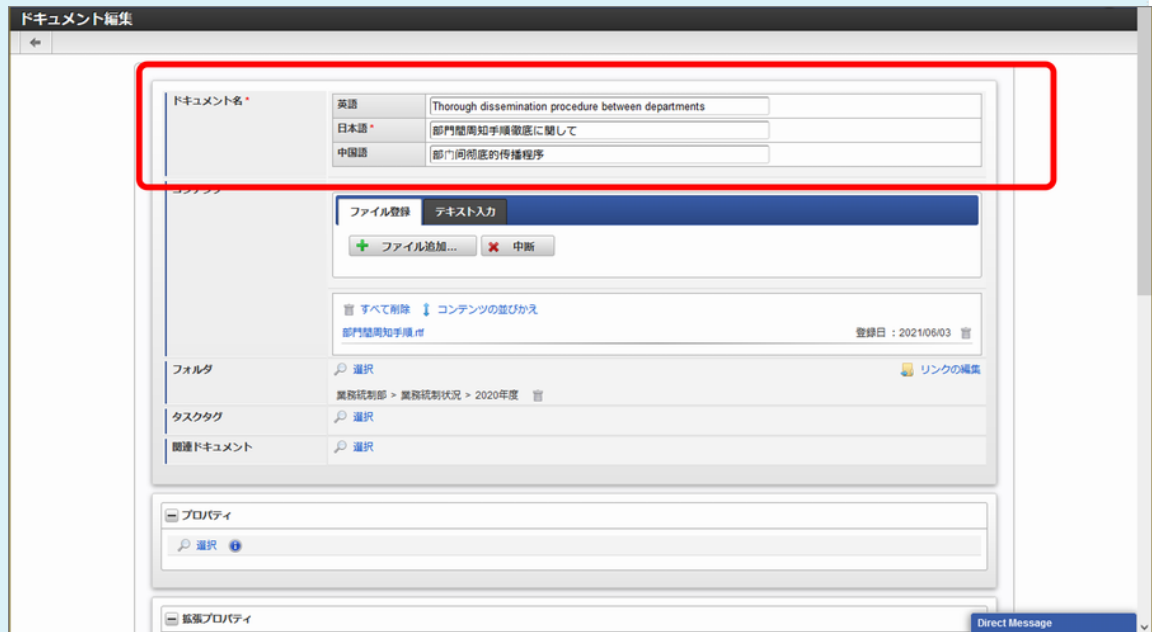 ドキュメント編集
ドキュメント名*
英語 Thorough dissemination procedure between departments
日本語* 部門間周知手順徹底に関して
中国語 部门间彻底的传播程序
ファイル登録 テキスト入力
ファイル追加... 中断
すべて削除 コンテンツの並びかえ
部門間周知手順.rtf 登録日 : 2021/06/03
フォルダ 選択 リンクの編集
業務統制部 > 業務統制状況 > 2020年度
タスクタグ 選択
関連ドキュメント 選択
プロパティ
選択
拡張プロパティ
Direct Message